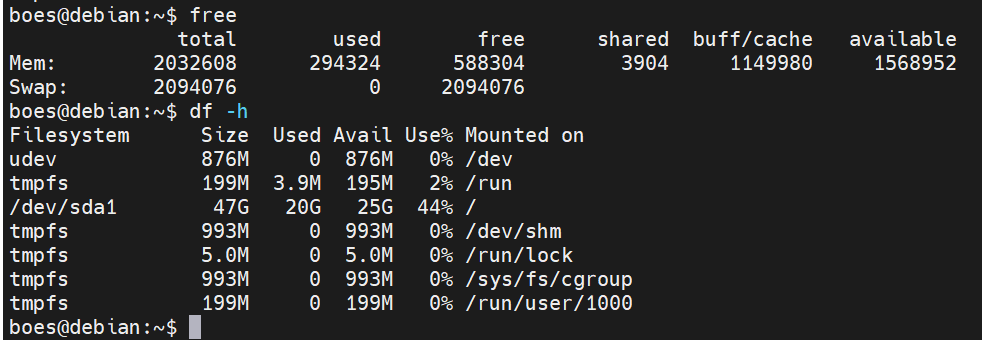 boes@debian:~$ free
              total        used        free      shared  buff/cache   available
Mem:        2032608      294324      588304        3904     1149980     1568952
Swap:       2094076           0     2094076
boes@debian:~$ df -h
Filesystem      Size  Used Avail Use% Mounted on
udev            876M     0  876M   0% /dev
tmpfs           199M  3.9M  195M   2% /run
/dev/sda1        47G   20G   25G  44% /
tmpfs           993M     0  993M   0% /dev/shm
tmpfs           5.0M     0  5.0M   0% /run/lock
tmpfs           993M     0  993M   0% /sys/fs/cgroup
tmpfs           199M     0  199M   0% /run/user/1000
boes@debian:~$